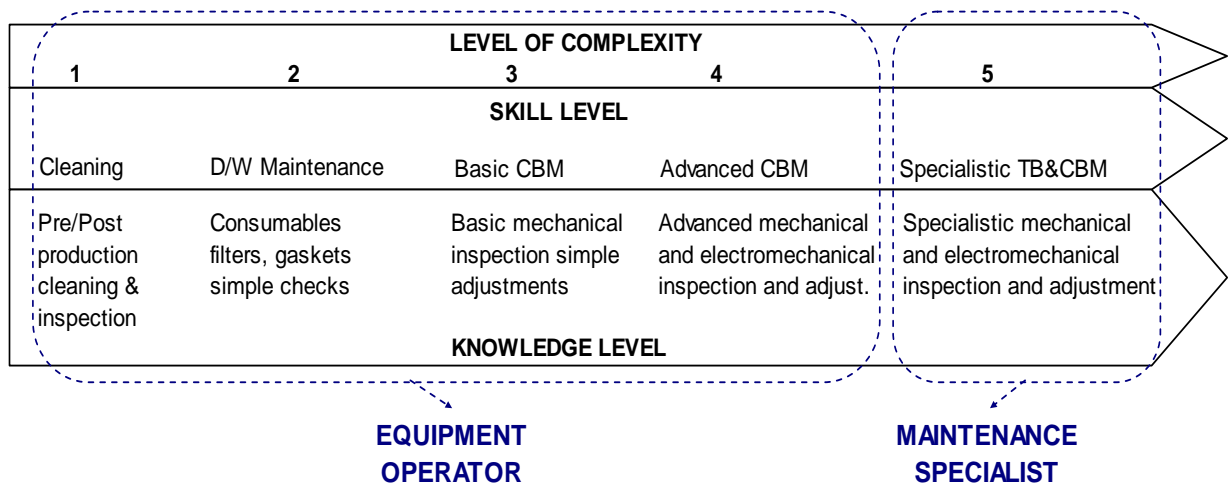 LEVEL OF COMPLEXITY
1 2 3 4 5
SKILL LEVEL
Cleaning D/W Maintenance Basic CBM Advanced CBM Specialistic TB&CBM
Pre/Post
production
cleaning &
inspection
Consumables
filters, gaskets
simple checks
Basic mechanical
inspection simple
adjustments
Advanced mechanical
and electromechanical
inspection and adjust.
Specialistic mechanical
and electromechanical
inspection and adjustment
KNOWLEDGE LEVEL
EQUIPMENT
OPERATOR
MAINTENANCE
SPECIALIST